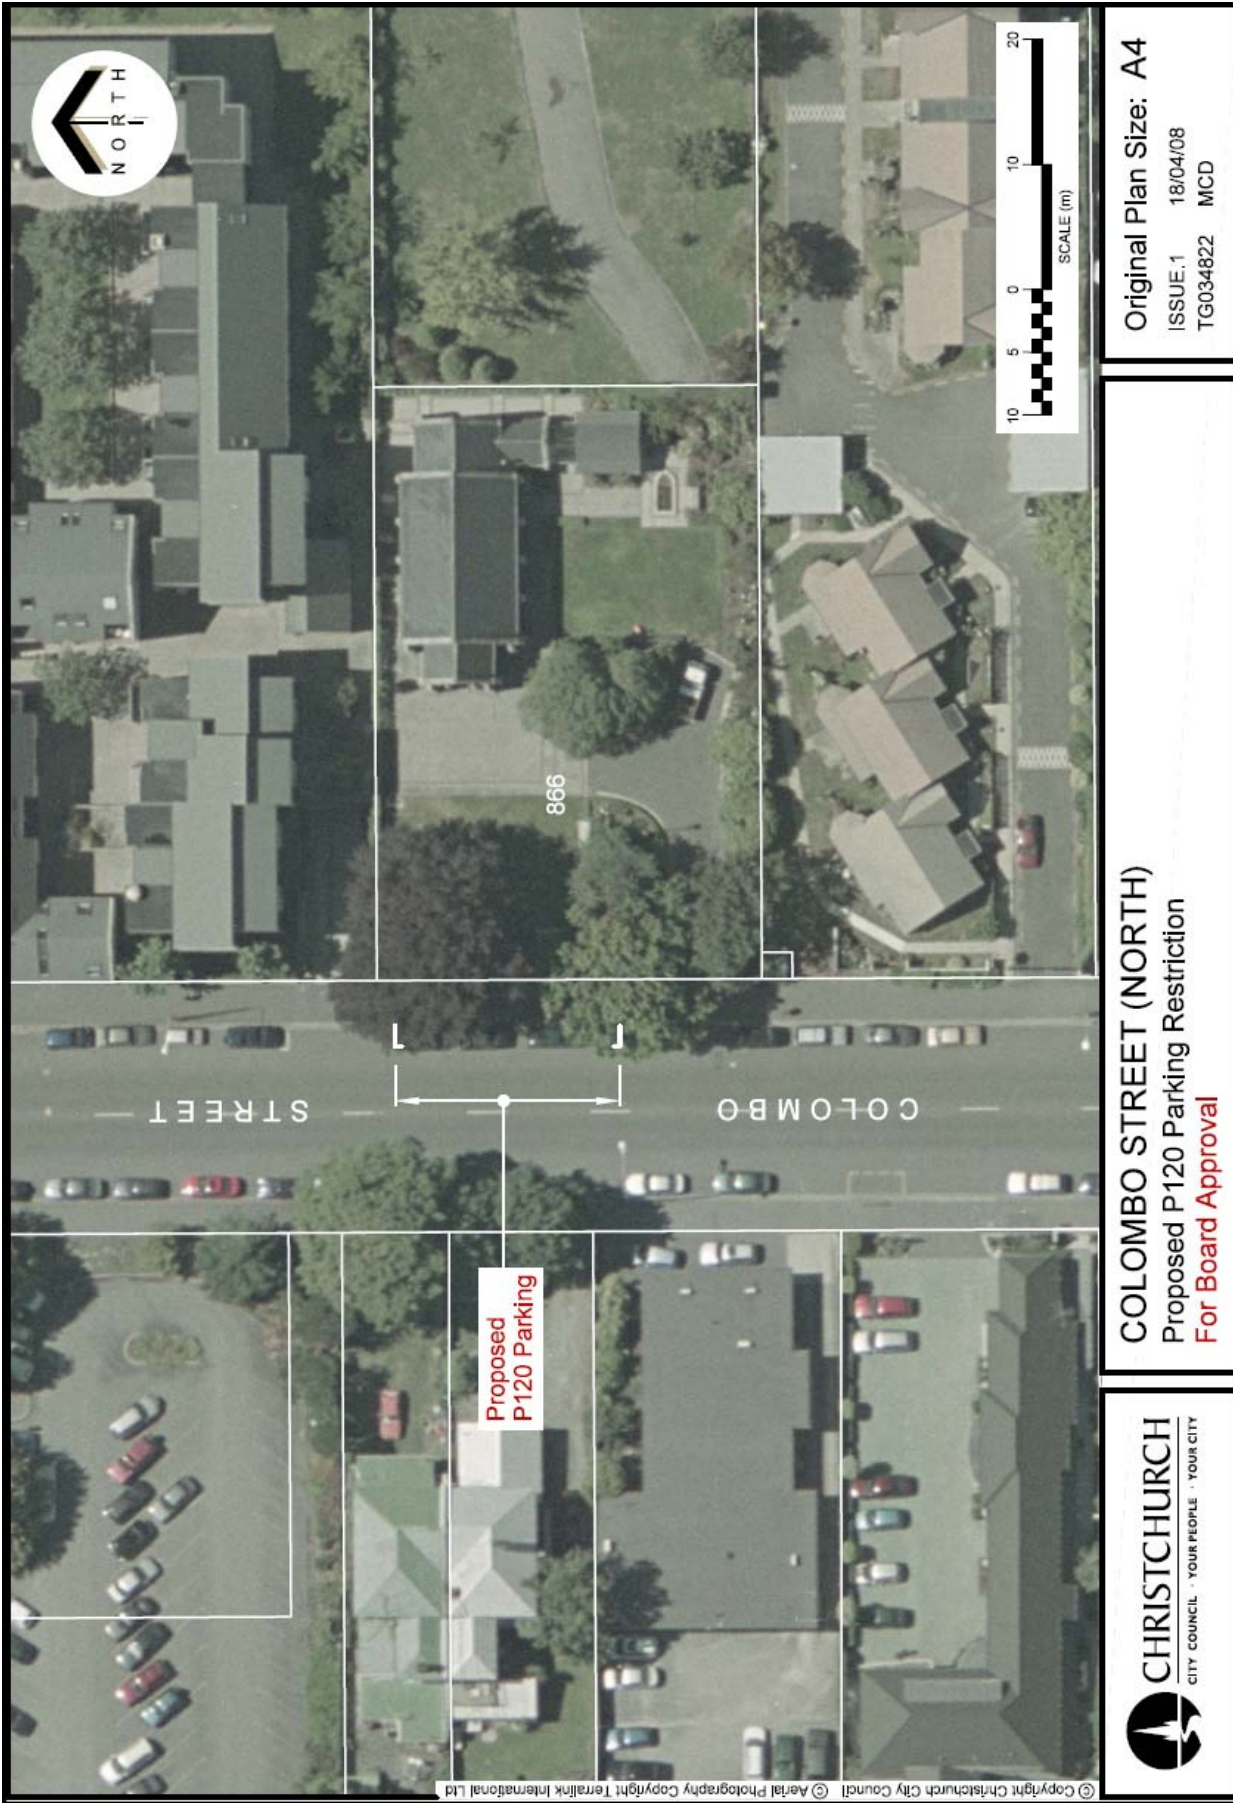 NORTH
20
10
0
5
10
SCALE (m)
866
STREET
COLOMBO
Proposed
P120 Parking
© Copyright Christchurch City Council © Aerial Photography Copyright Terralink International Ltd
CHRISTCHURCH
CITY COUNCIL · YOUR PEOPLE · YOUR CITY
COLOMBO STREET (NORTH)
Proposed P120 Parking Restriction
For Board Approval
Original Plan Size: A4
ISSUE.1 18/04/08
TG034822 MCD